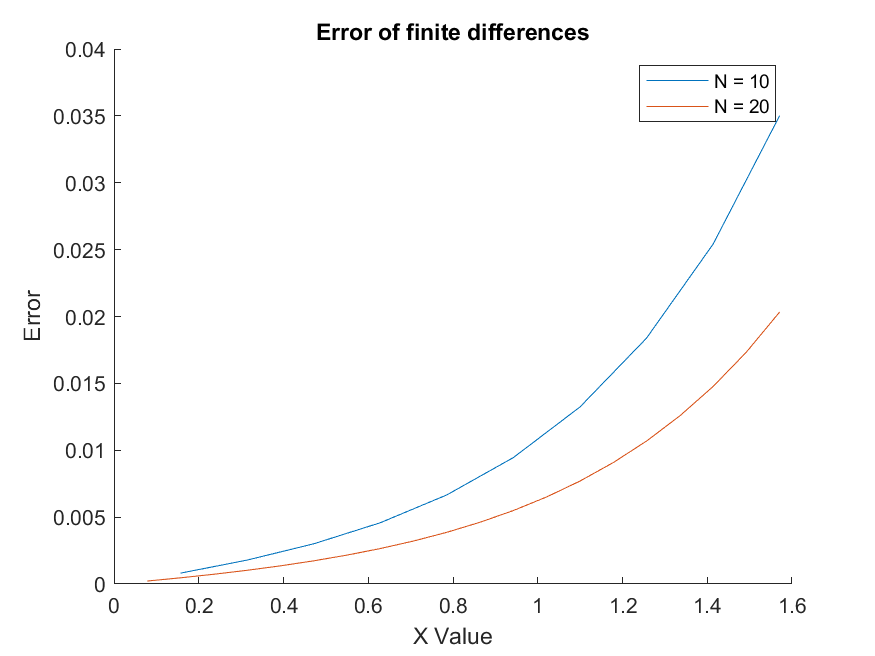 Error of finite differences
0.04
0.035
0.03
0.025
0.02
0.015
0.01
0.005
0
Error
N = 10
N = 20
0 0.2 0.4 0.6 0.8 1 1.2 1.4 1.6
X Value